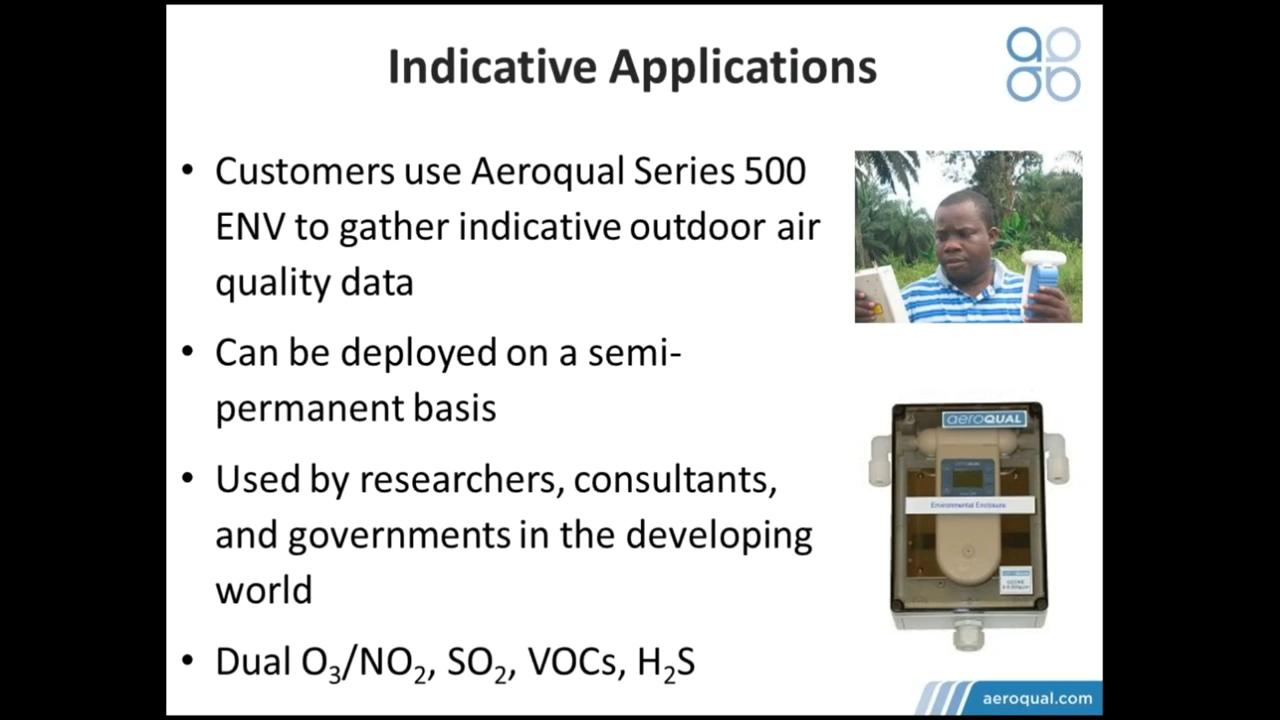 Indicative Applications
• Customers use Aeroqual Series 500
ENV to gather indicative outdoor air
quality data
• Can be deployed on a semi-
permanent basis
• Used by researchers, consultants,
and governments in the developing
world
• Dual O₃/NO₂, SO₂, VOCs, H₂S
aeroQUAL
Environmental Enclosure
aeroqual.com